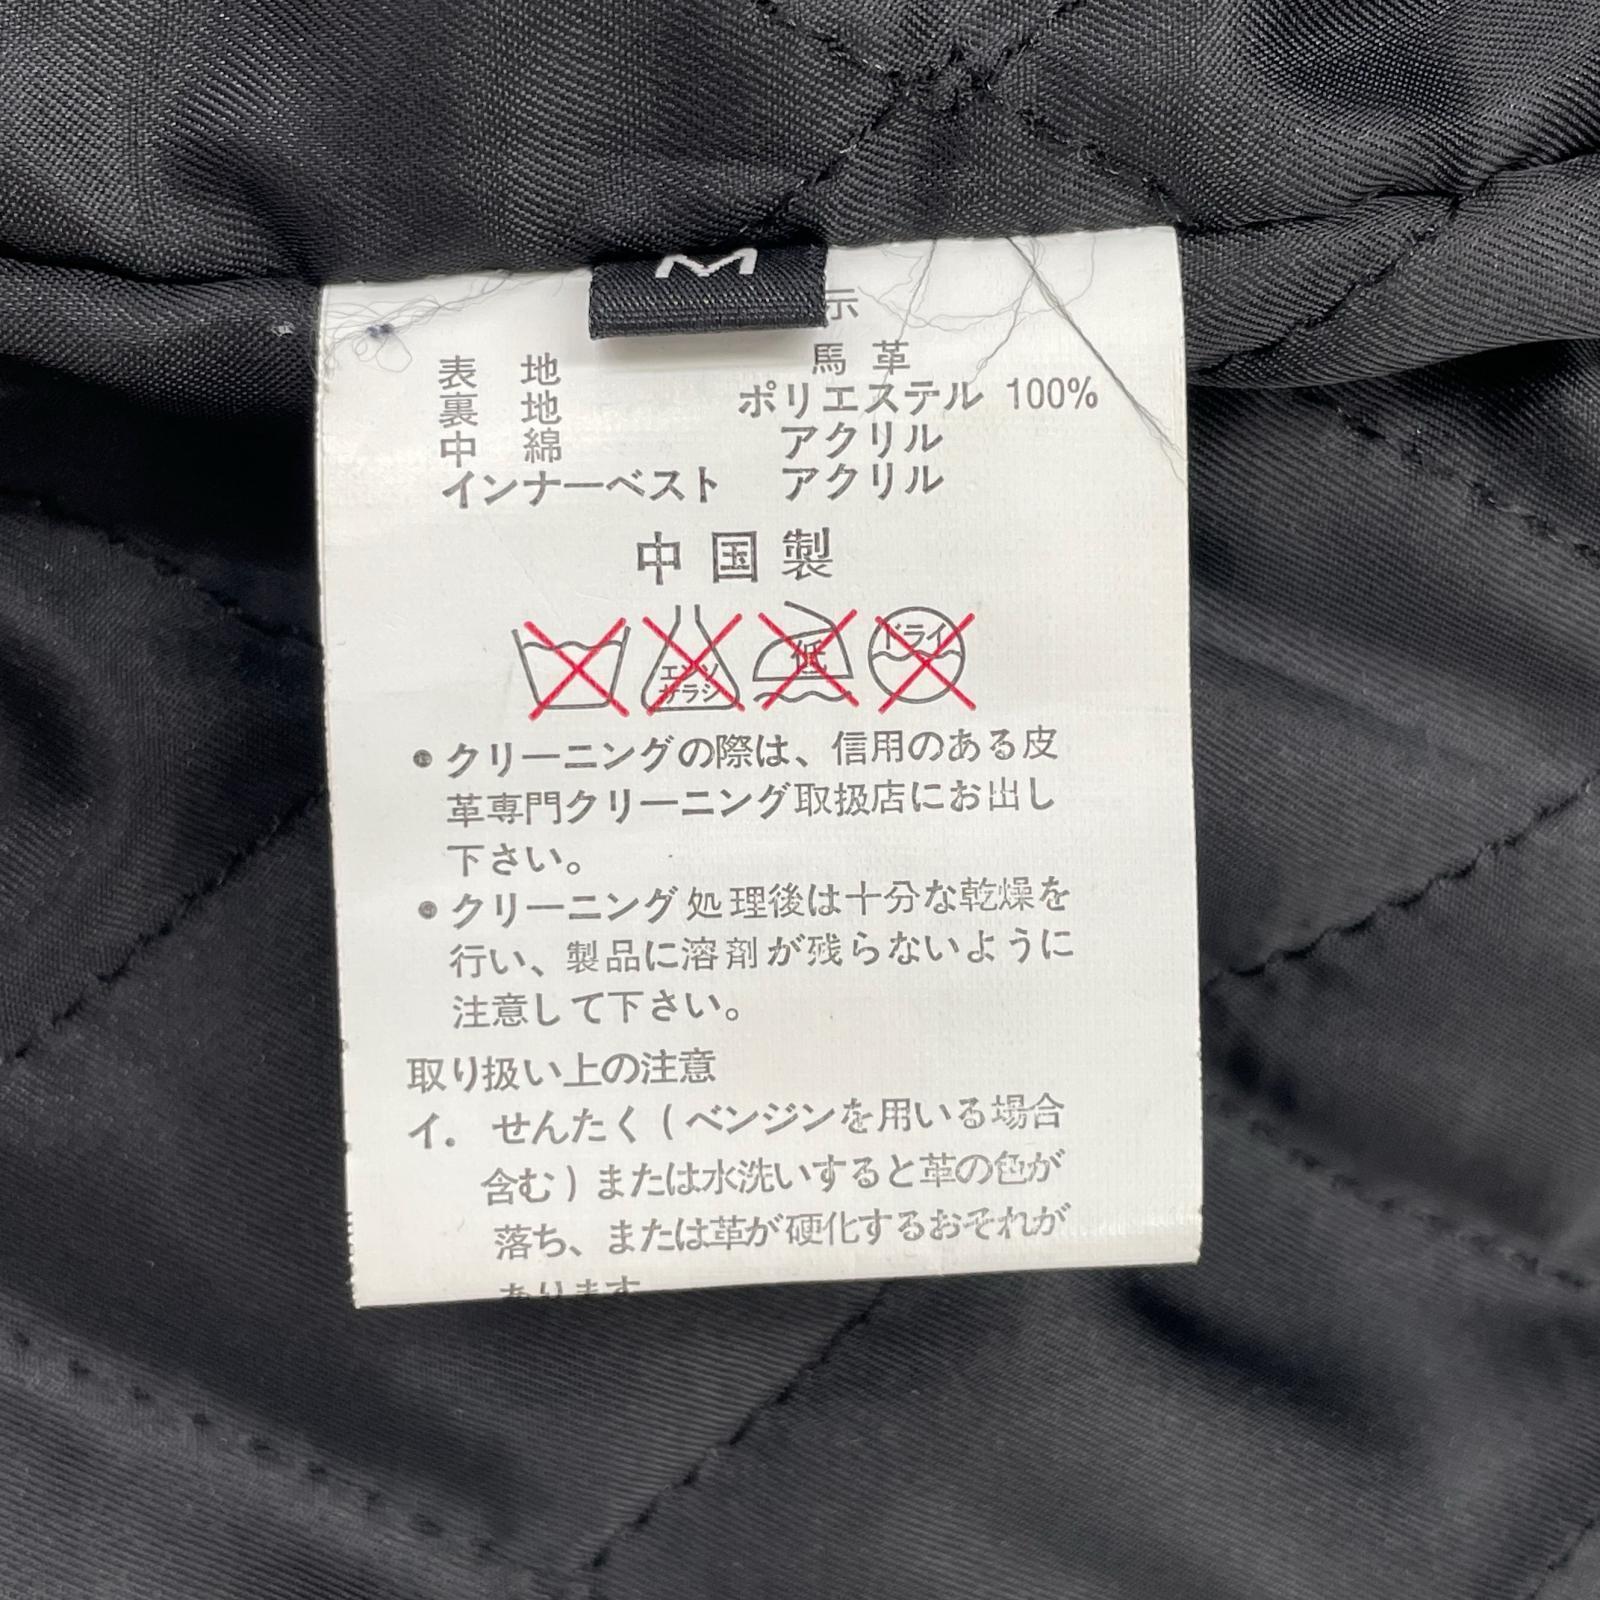 M
示
表 地 馬 革
裏 地 ポリエステル 100%
中 綿 アクリル
インナーベスト アクリル
中国製
エンソ サラシ 低 ドライ
● クリーニングの際は、信用のある皮
革専門クリーニング取扱店にお出し
下さい。
● クリーニング処理後は十分な乾燥を
行い、製品に溶剤が残らないように
注意して下さい。
取り扱い上の注意
イ. せんたく(ベンジンを用いる場合
含む)または水洗いすると革の色が
落ち、または革が硬化するおそれが
あります